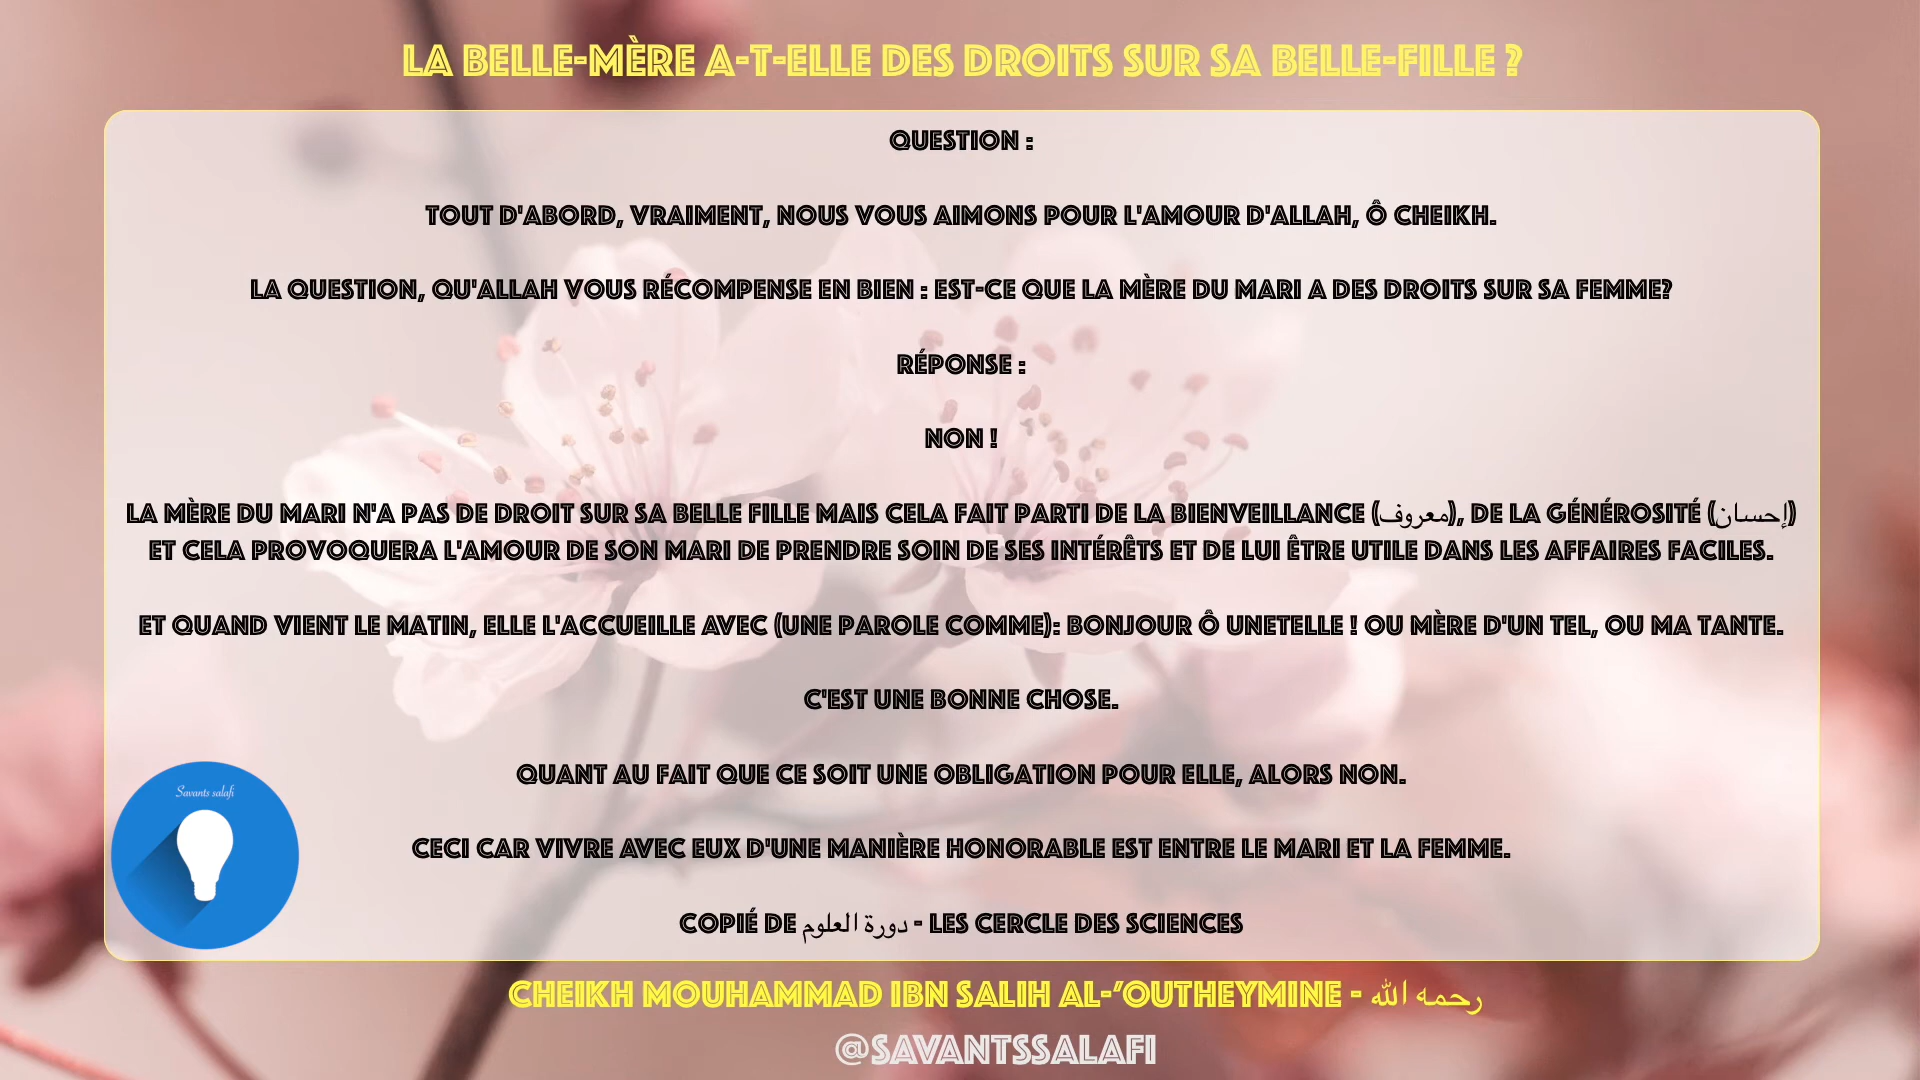 LA BELLE-MÈRE A-T-ELLE DES DROITS SUR SA BELLE-FILLE ?
QUESTION :
TOUT D'ABORD, VRAIMENT, NOUS VOUS AIMONS POUR L'AMOUR D'ALLAH, Ô CHEIKH.
LA QUESTION, QU'ALLAH VOUS RÉCOMPENSE EN BIEN : EST-CE QUE LA MÈRE DU MARI A DES DROITS SUR SA FEMME?
RÉPONSE :
NON !
LA MÈRE DU MARI N'A PAS DE DROIT SUR SA BELLE FILLE MAIS CELA FAIT PARTI DE LA BIENVEILLANCE (معروف), DE LA GÉNÉROSITÉ (إحسان)
ET CELA PROVOQUERA L'AMOUR DE SON MARI DE PRENDRE SOIN DE SES INTÉRÊTS ET DE LUI ÊTRE UTILE DANS LES AFFAIRES FACILES.
ET QUAND VIENT LE MATIN, ELLE L'ACCUEILLE AVEC (UNE PAROLE COMME): BONJOUR Ô UNETELLE ! OU MÈRE D'UN TEL, OU MA TANTE.
C'EST UNE BONNE CHOSE.
QUANT AU FAIT QUE CE SOIT UNE OBLIGATION POUR ELLE, ALORS NON.
Savants salafi
CECI CAR VIVRE AVEC EUX D'UNE MANIÈRE HONORABLE EST ENTRE LE MARI ET LA FEMME.
COPIÉ DE دورة العلوم - LES CERCLE DES SCIENCES
CHEIKH MOUHAMMAD IBN SALIH AL-‘OUTHEYMINE - رحمه الله
@SAVANTSSALAFI